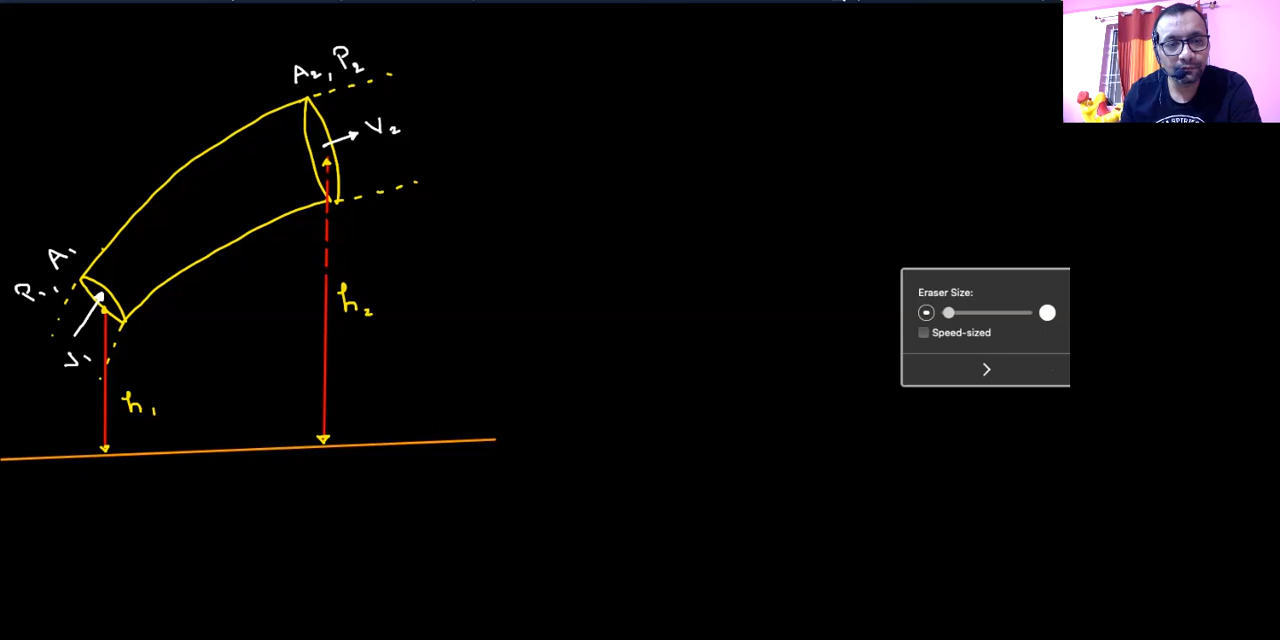 A₂, P₂
V₂
A₁
P₁,
V₁
h₂
h₁
Eraser Size:
Speed-sized